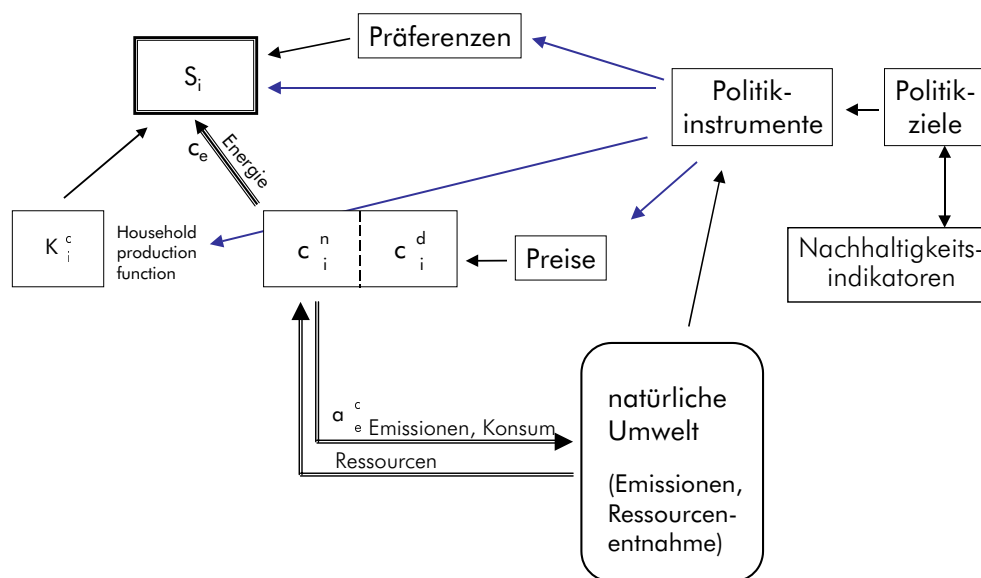 Präferenzen
S i
Politik-
instrumente
Politik-
ziele
Energie
c e
K c i
Household
production
function
c n i
c d i
Preise
Nachhaltigkeits-
indikatoren
a c e Emissionen, Konsum
Ressourcen
natürliche
Umwelt
(Emissionen,
Ressourcen-
entnahme)